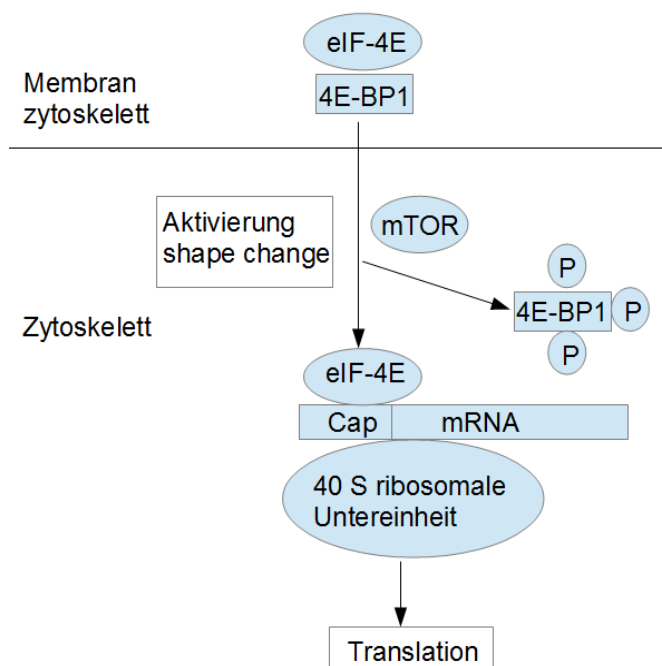 eIF-4E
Membran
zytoskelett
4E-BP1
Aktivierung
shape change
mTOR
P
4E-BP1
P
P
Zytoskelett
eIF-4E
Cap
mRNA
40 S ribosomale
Untereinheit
Translation